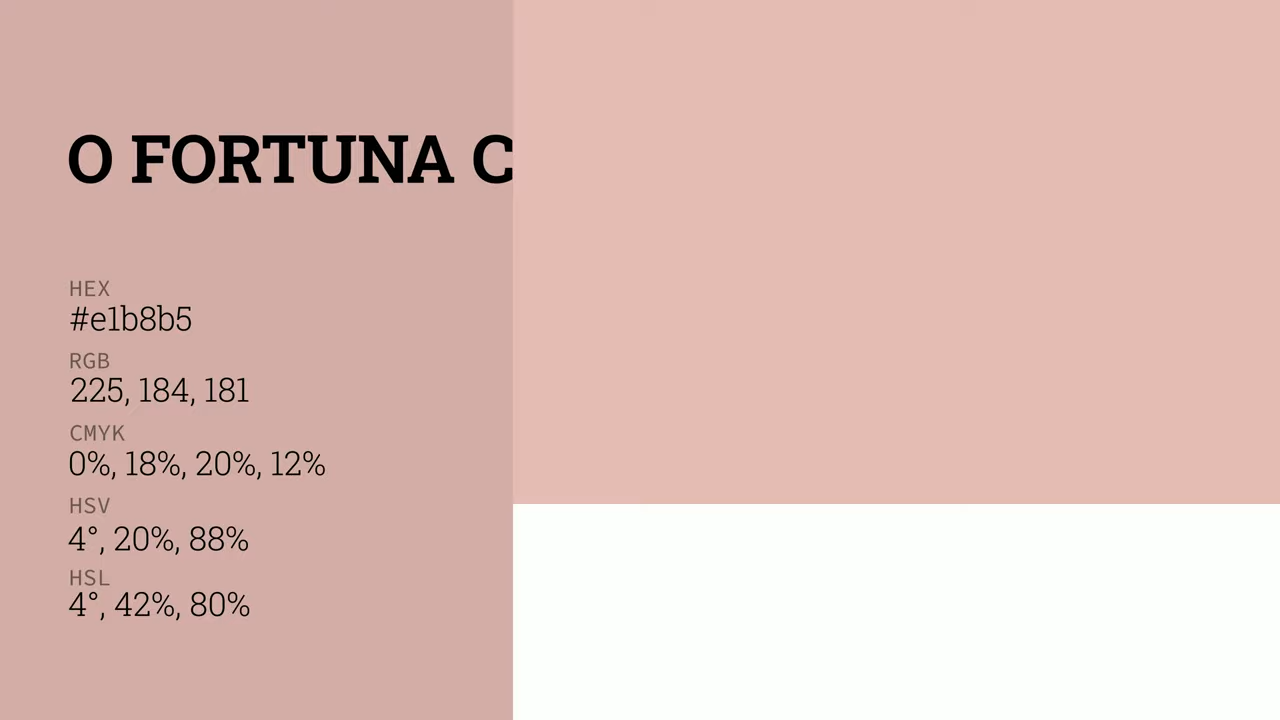 O FORTUNA C
HEX
#e1b8b5
RGB
225, 184, 181
CMYK
0%, 18%, 20%, 12%
HSV
4°, 20%, 88%
HSL
4°, 42%, 80%